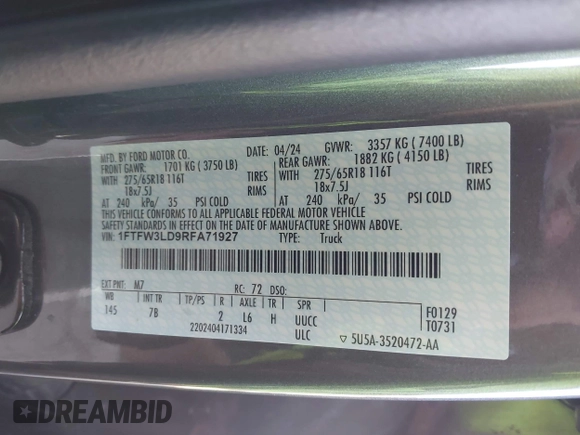 MFD. BY FORD MOTOR CO. 04/24 GVWR: 3357 KG ( 7400 LB)
FRONT GAWR: 1701 KG ( 3750 LB) REAR GAWR: 1882 KG ( 4150 LB)
WITH 275/65R18 116T TIRES WITH 275/65R18 116T TIRES
18x7.5J RIMS 18x7.5J RIMS
AT 240 kPa/ 35 PSI COLD AT 240 kPa/ 35 PSI COLD
THIS VEHICLE CONFORMS TO ALL APPLICABLE FEDERAL MOTOR VEHICLE
SAFETY STANDARDS IN EFFECT ON THE DATE OF MANUFACTURE SHOWN ABOVE.
VIN: 1FTFW3LD9RFA71927 TYPE: Truck
EXT PNT: M7 RC: 72 DSO:
WB INT TR TP/PS R AXLE TR SPR F0129
145 7B 2 L6 H UUCC T0731
2202404171334 ULC 5U5A-3520472-AA
DREAMBID